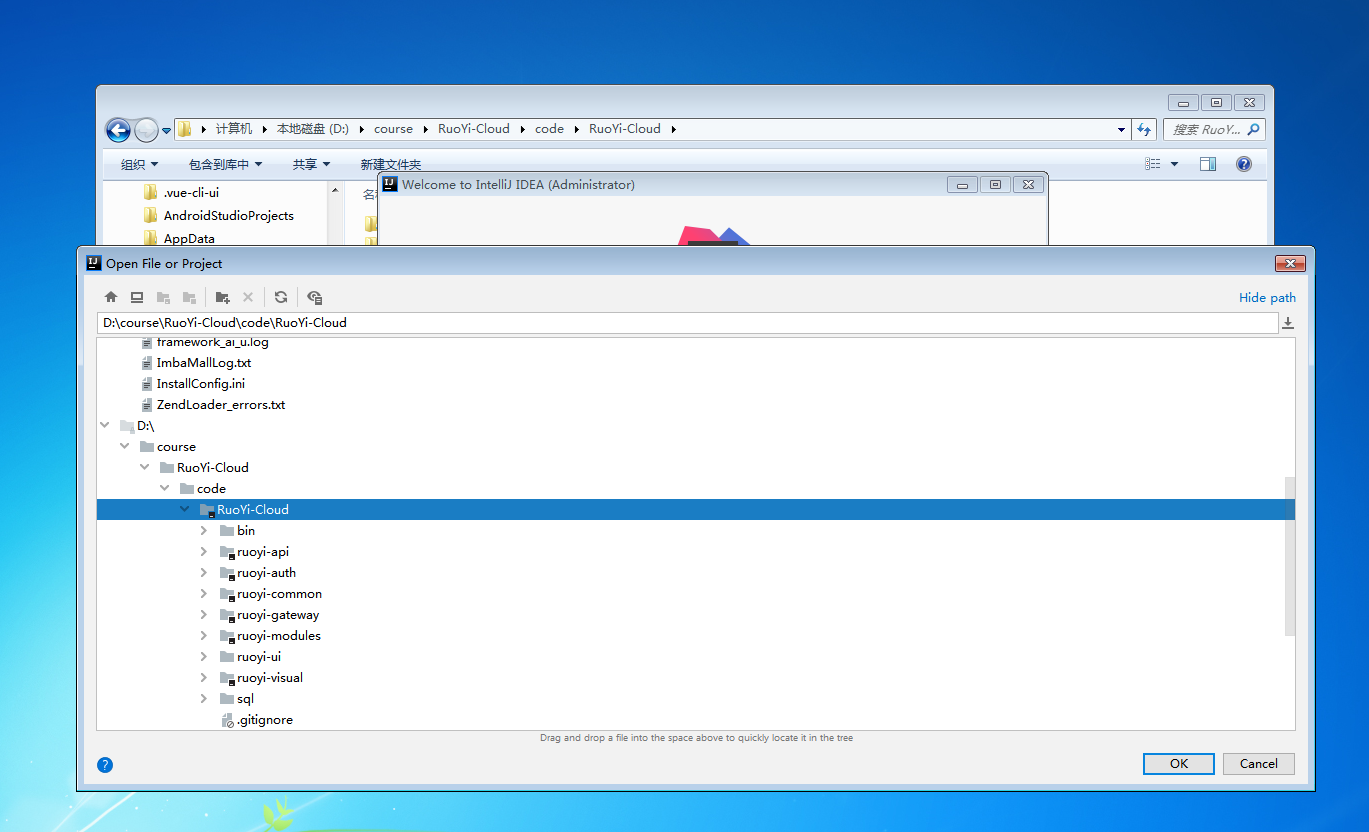 计算机 本地磁盘 (D:) course RuoYi-Cloud code RuoYi-Cloud
搜索 RuoY...
组织 包含到库中 共享 新建文件夹
.vue-cli-ui
AndroidStudioProjects
AppData
Welcome to IntelliJ IDEA (Administrator)
Open File or Project
Hide path
D:\course\RuoYi-Cloud\code\RuoYi-Cloud
framework_ai_u.log
ImbaMallLog.txt
InstallConfig.ini
ZendLoader_errors.txt
D:\
course
RuoYi-Cloud
code
RuoYi-Cloud
bin
ruoyi-api
ruoyi-auth
ruoyi-common
ruoyi-gateway
ruoyi-modules
ruoyi-ui
ruoyi-visual
sql
.gitignore
Drag and drop a file into the space above to quickly locate it in the tree
OK Cancel